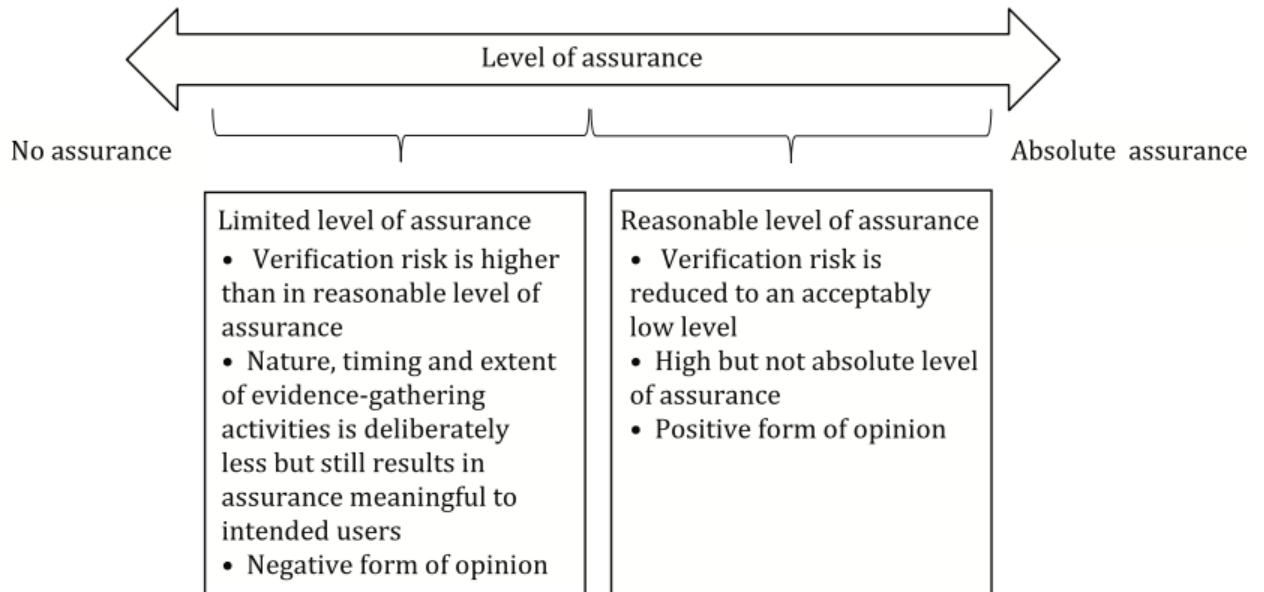 Level of assurance
No assurance
Absolute assurance
Limited level of assurance
• Verification risk is higher
than in reasonable level of
assurance
• Nature, timing and extent
of evidence-gathering
activities is deliberately
less but still results in
assurance meaningful to
intended users
• Negative form of opinion
Reasonable level of assurance
• Verification risk is
reduced to an acceptably
low level
• High but not absolute level
of assurance
• Positive form of opinion